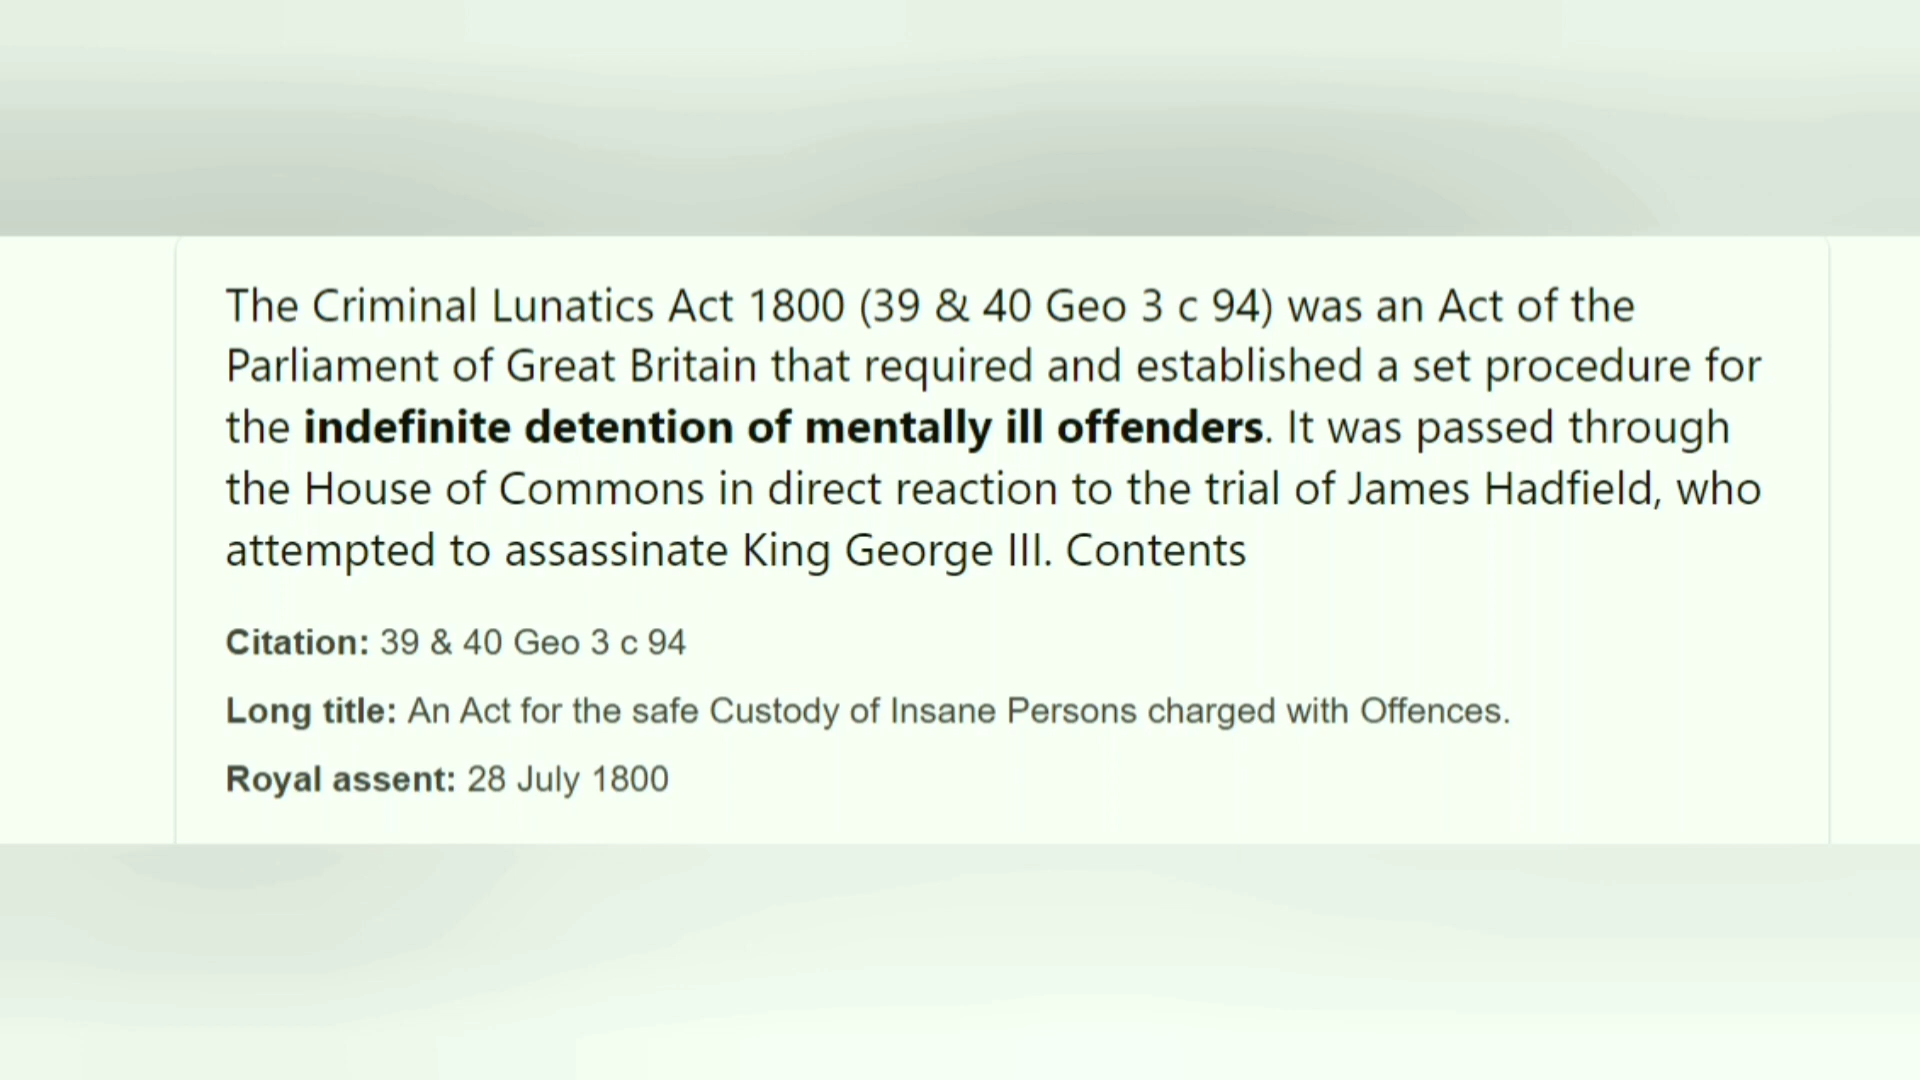 The Criminal Lunatics Act 1800 (39 & 40 Geo 3 c 94) was an Act of the
Parliament of Great Britain that required and established a set procedure for
the indefinite detention of mentally ill offenders. It was passed through
the House of Commons in direct reaction to the trial of James Hadfield, who
attempted to assassinate King George III. Contents
Citation: 39 & 40 Geo 3 c 94
Long title: An Act for the safe Custody of Insane Persons charged with Offences.
Royal assent: 28 July 1800